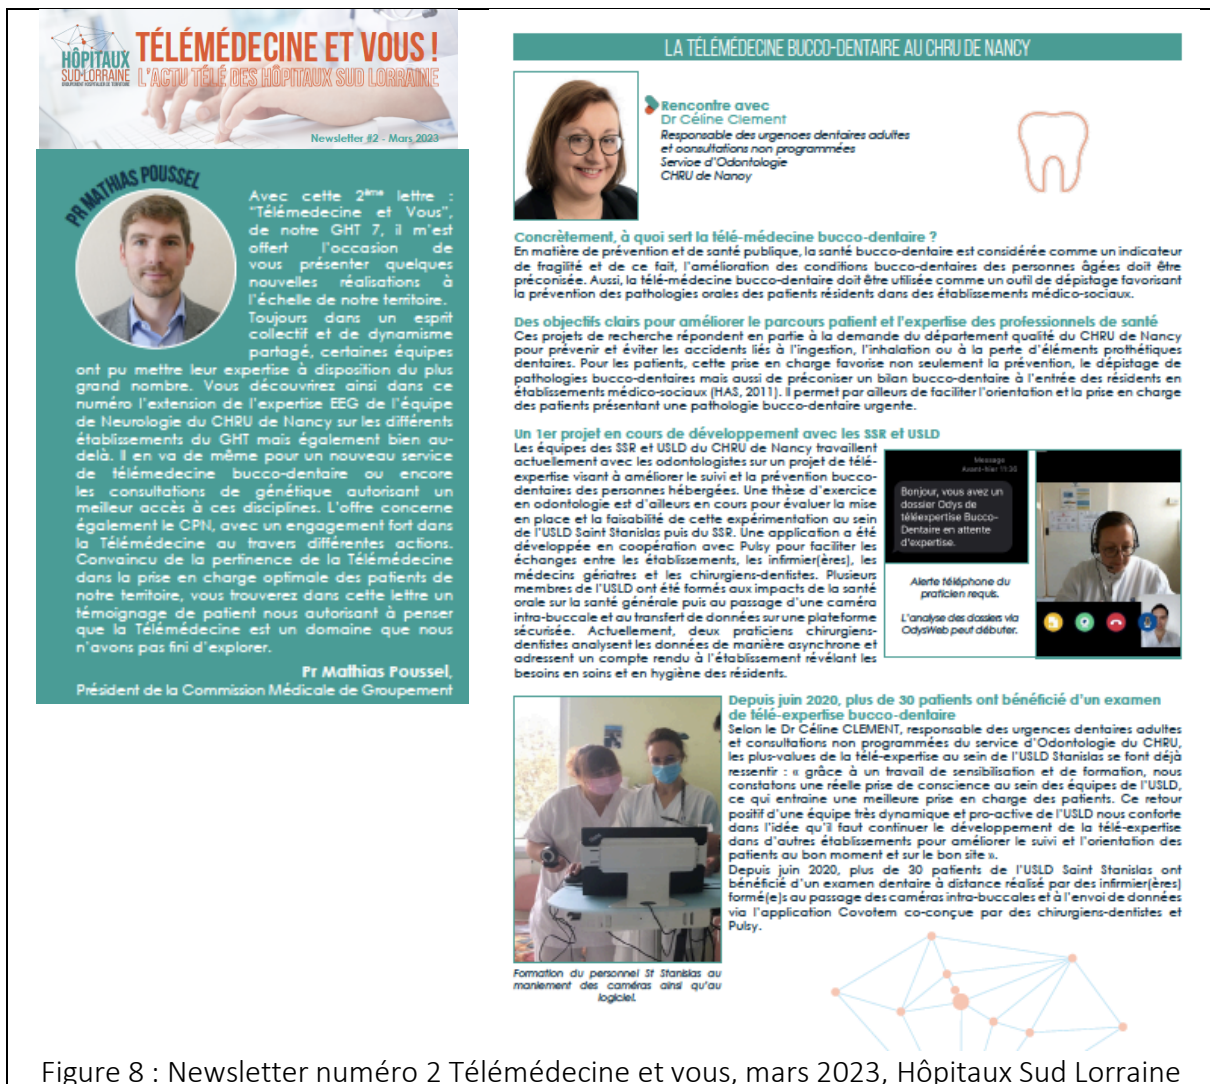 HÔPITAUX
SUD-LORRAINE
GROUPEMENT HOSPITALIER DE TERRITOIRE
TÉLÉMÉDECINE ET VOUS !
L'ACTU TÉLÉ DES HÔPITAUX SUD LORRAINE
Newsletter #2 - Mars 2023
PR MATHIAS POUSSEL
Avec cette 2ème lettre :
"Télémedecine et Vous",
de notre GHT 7, il m'est
offert l'occasion de
vous présenter quelques
nouvelles réalisations à
l'échelle de notre territoire.
Toujours dans un esprit
collectif et de dynamisme
partagé, certaines équipes
ont pu mettre leur expertise à disposition du plus
grand nombre. Vous découvrirez ainsi dans ce
numéro l'extension de l'expertise EEG de l'équipe
de Neurologie du CHRU de Nancy sur les différents
établissements du GHT mais également bien au-
delà. Il en va de même pour un nouveau service
de télémedecine bucco-dentaire ou encore
les consultations de génétique autorisant un
meilleur accès à ces disciplines. L'offre concerne
également le CPN, avec un engagement fort dans
la Télémédecine au travers différentes actions.
Convaincu de la pertinence de la Télémédecine
dans la prise en charge optimale des patients de
notre territoire, vous trouverez dans cette lettre un
témoignage de patient nous autorisant à penser
que la Télémédecine est un domaine que nous
n'avons pas fini d'explorer.
Pr Mathias Poussel,
Président de la Commission Médicale de Groupement
LA TÉLÉMÉDECINE BUCCO-DENTAIRE AU CHRU DE NANCY
Rencontre avec
Dr Céline Clement
Responsable des urgences dentaires adultes
et consultations non programmées
Service d'Odontologie
CHRU de Nancy
Concrètement, à quoi sert la télé-médecine bucco-dentaire ?
En matière de prévention et de santé publique, la santé bucco-dentaire est considérée comme un indicateur
de fragilité et de ce fait, l'amélioration des conditions bucco-dentaires des personnes âgées doit être
préconisée. Aussi, la télé-médecine bucco-dentaire doit être utilisée comme un outil de dépistage favorisant
la prévention des pathologies orales des patients résidents dans des établissements médico-sociaux.
Des objectifs clairs pour améliorer le parcours patient et l'expertise des professionnels de santé
Ces projets de recherche répondent en partie à la demande du département qualité du CHRU de Nancy
pour prévenir et éviter les accidents liés à l'ingestion, l'inhalation ou à la perte d'éléments prothétiques
dentaires. Pour les patients, cette prise en charge favorise non seulement la prévention, le dépistage de
pathologies bucco-dentaires mais aussi de préconiser un bilan bucco-dentaire à l'entrée des résidents en
établissements médico-sociaux (HAS, 2011). Il permet par ailleurs de faciliter l'orientation et la prise en charge
des patients présentant une pathologie bucco-dentaire urgente.
Un 1er projet en cours de développement avec les SSR et USLD
Les équipes des SSR et USLD du CHRU de Nancy travaillent
actuellement avec les odontologistes sur un projet de télé-
expertise visant à améliorer le suivi et la prévention bucco-
dentaires des personnes hébergées. Une thèse d'exercice
en odontologie est d'ailleurs en cours pour évaluer la mise
en place et la faisabilité de cette expérimentation au sein
de l'USLD Saint Stanislas puis du SSR. Une application a été
développée en coopération avec Pulsy pour faciliter les
échanges entre les établissements, les infirmier(ères), les
médecins gériatres et les chirurgiens-dentistes. Plusieurs
membres de l'USLD ont été formés aux impacts de la santé
orale sur la santé générale puis au passage d'une caméra
intra-buccale et au transfert de données sur une plateforme
sécurisée. Actuellement, deux praticiens chirurgiens-
dentistes analysent les données de manière asynchrone et
adressent un compte rendu à l'établissement révélant les
besoins en soins et en hygiène des résidents.
Message
Avant-hier 11:36
Bonjour, vous avez un
dossier Odys de
téléexpertise Bucco-
Dentaire en attente
d'expertise.
Alerte téléphone du
praticien requis.
L'analyse des dossiers via
OdysWeb peut débuter.
Depuis juin 2020, plus de 30 patients ont bénéficié d'un examen
de télé-expertise bucco-dentaire
Selon le Dr Céline CLEMENT, responsable des urgences dentaires adultes
et consultations non programmées du service d'Odontologie du CHRU,
les plus-values de la télé-expertise au sein de l'USLD Stanislas se font déjà
ressentir : « grâce à un travail de sensibilisation et de formation, nous
constatons une réelle prise de conscience au sein des équipes de l'USLD,
ce qui entraine une meilleure prise en charge des patients. Ce retour
positif d'une équipe très dynamique et pro-active de l'USLD nous conforte
dans l'idée qu'il faut continuer le développement de la télé-expertise
dans d'autres établissements pour améliorer le suivi et l'orientation des
patients au bon moment et sur le bon site ».
Depuis juin 2020, plus de 30 patients de l'USLD Saint Stanislas ont
bénéficié d'un examen dentaire à distance réalisé par des infirmier(ères)
formé(e)s au passage des caméras intra-buccales et à l'envoi de données
via l'application Covotem co-conçue par des chirurgiens-dentistes et
Pulsy.
Formation du personnel St Stanislas au
maniement des caméras ainsi qu'au
logiciel.
Figure 8 : Newsletter numéro 2 Télémédecine et vous, mars 2023, Hôpitaux Sud Lorraine